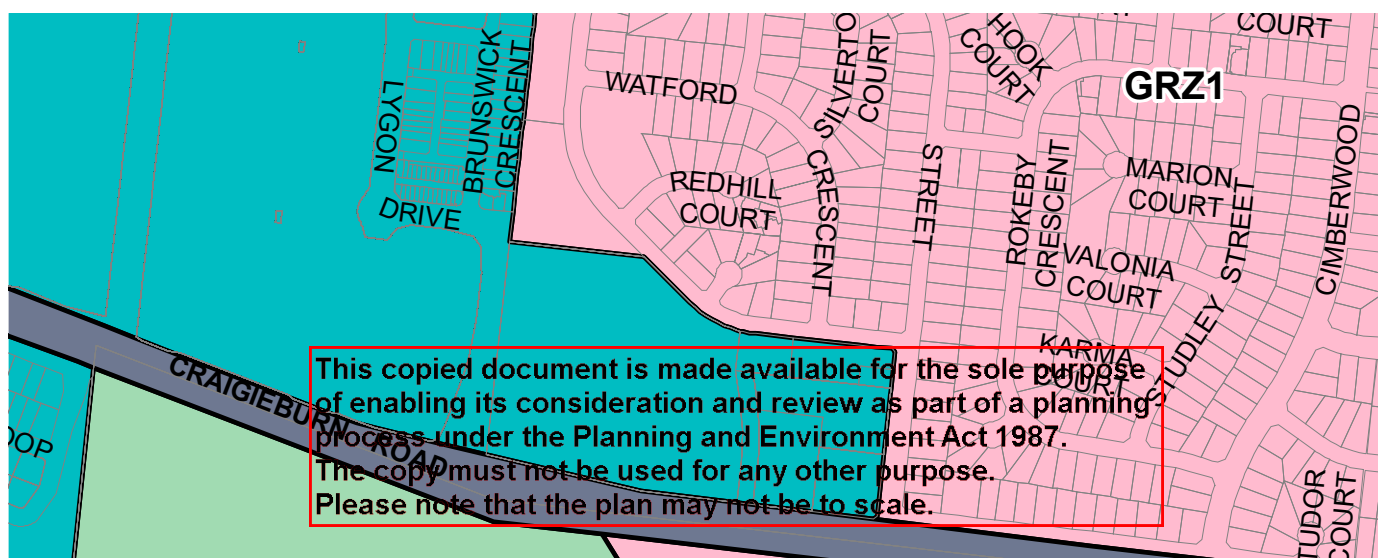 COURT
HOOK
COURT
SILVERTO
COURT
GRZ1
WATFORD
CRESCENT
LYGON
DRIVE
BRUNSWICK
CRESCENT
REDHILL
COURT
STREET
ROKEBY
CRESCENT
MARION
COURT
CIMBERWOOD
VALONIA
COURT
STUDLEY STREET
KARMA
COURT
CRAIGIEBURN ROAD
OOP
TUDOR
COURT
This copied document is made available for the sole purpose
of enabling its consideration and review as part of a planning
process under the Planning and Environment Act 1987.
The copy must not be used for any other purpose.
Please note that the plan may not be to scale.